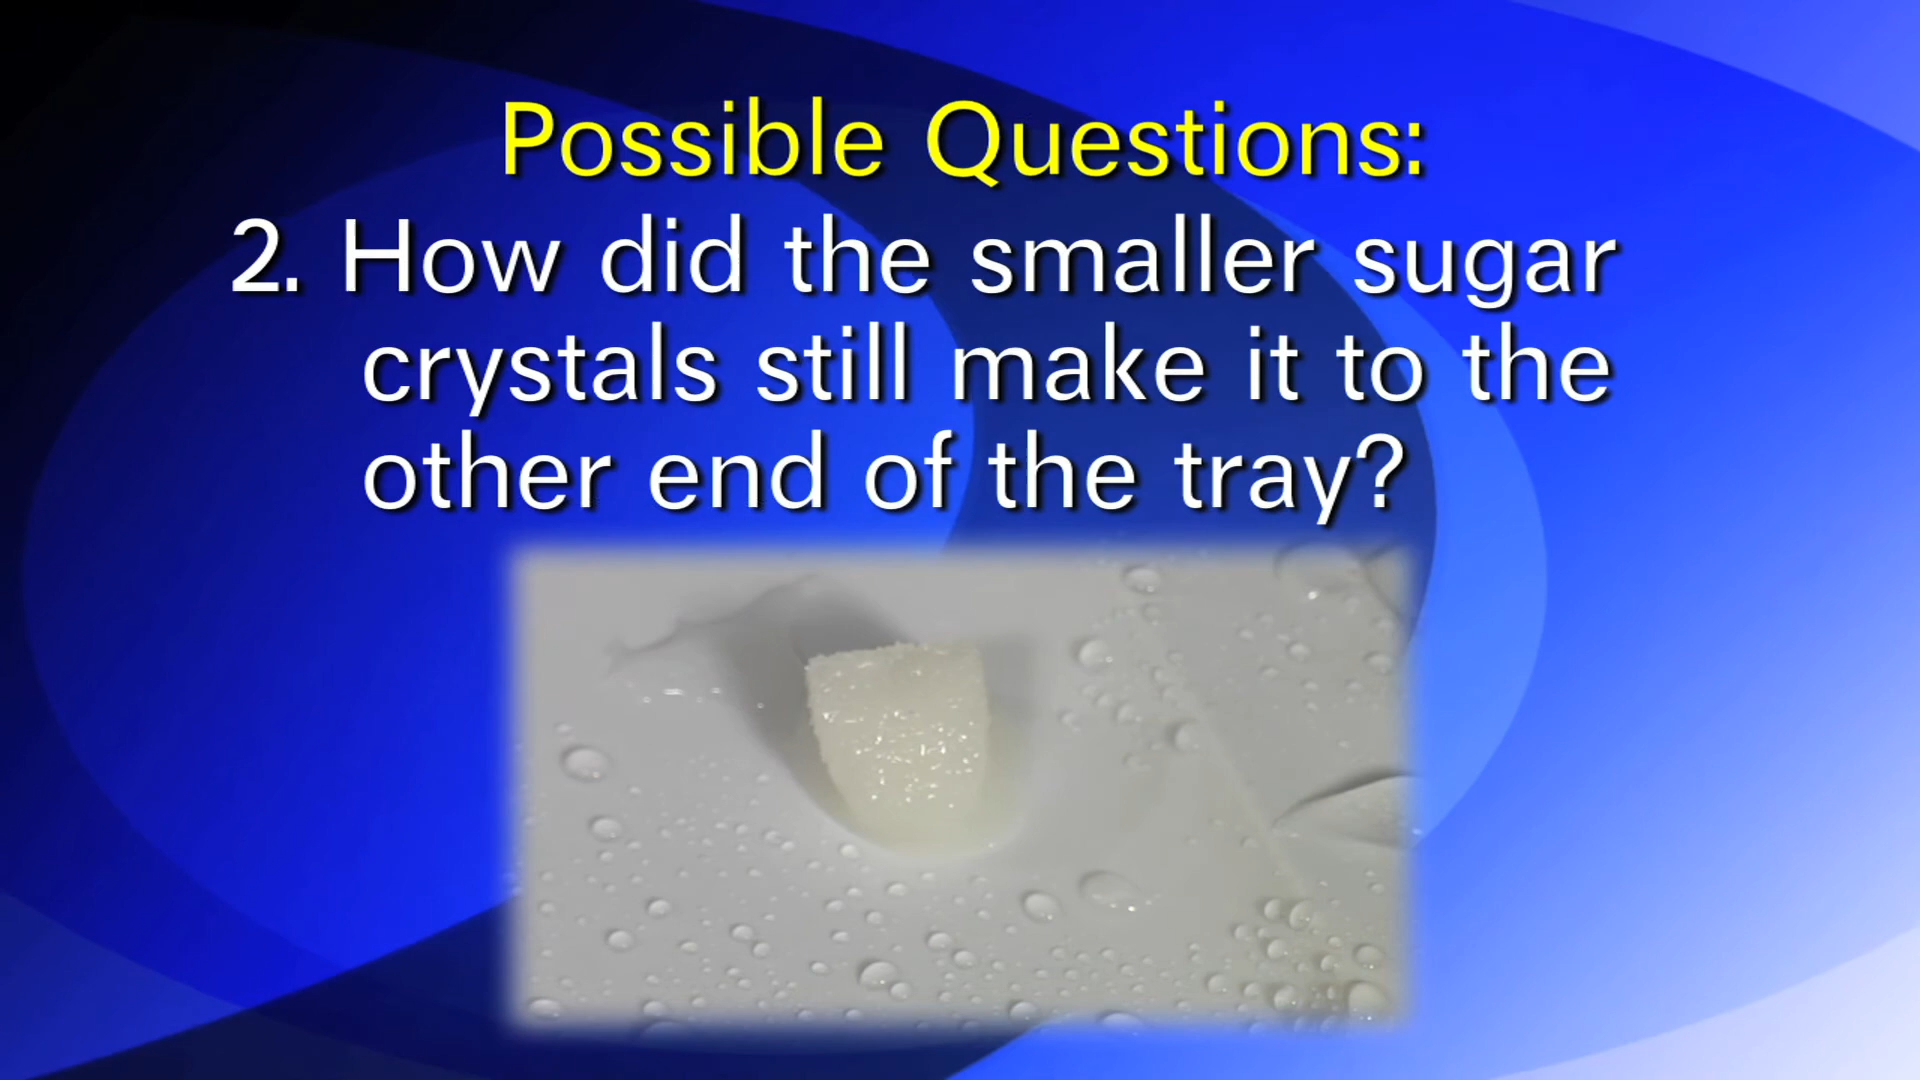 Possible Questions:
2. How did the smaller sugar
crystals still make it to the
other end of the tray?